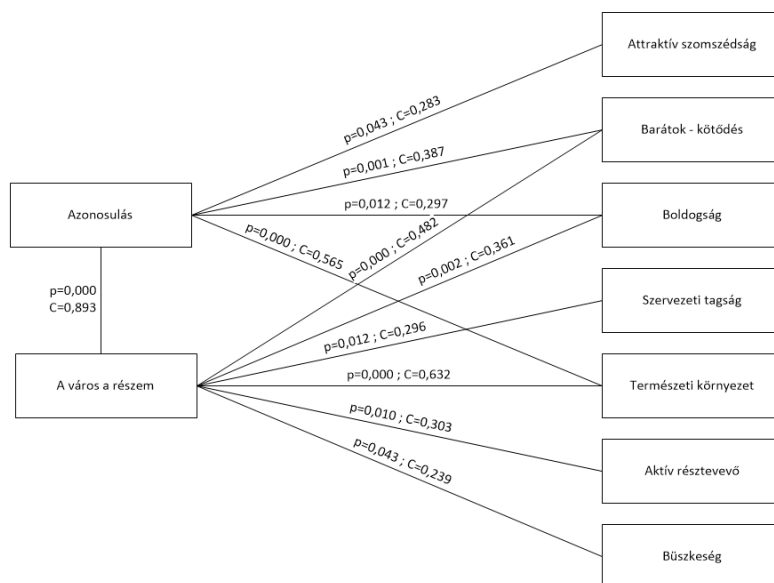 Attraktív szomszédság
p=0,043 ; C=0,283
Barátok - kötődés
p=0,001 ; C=0,387
Azonosulás
p=0,012 ; C=0,297
Boldogság
p=0,000 ; C=0,565
p=0,000 ; C=0,482
p=0,002 ; C=0,361
p=0,000
C=0,893
Szervezeti tagság
p=0,012 ; C=0,296
A város a részem
p=0,000 ; C=0,632
Természeti környezet
p=0,010 ; C=0,303
Aktív résztevevő
p=0,043 ; C=0,239
Büszkeség